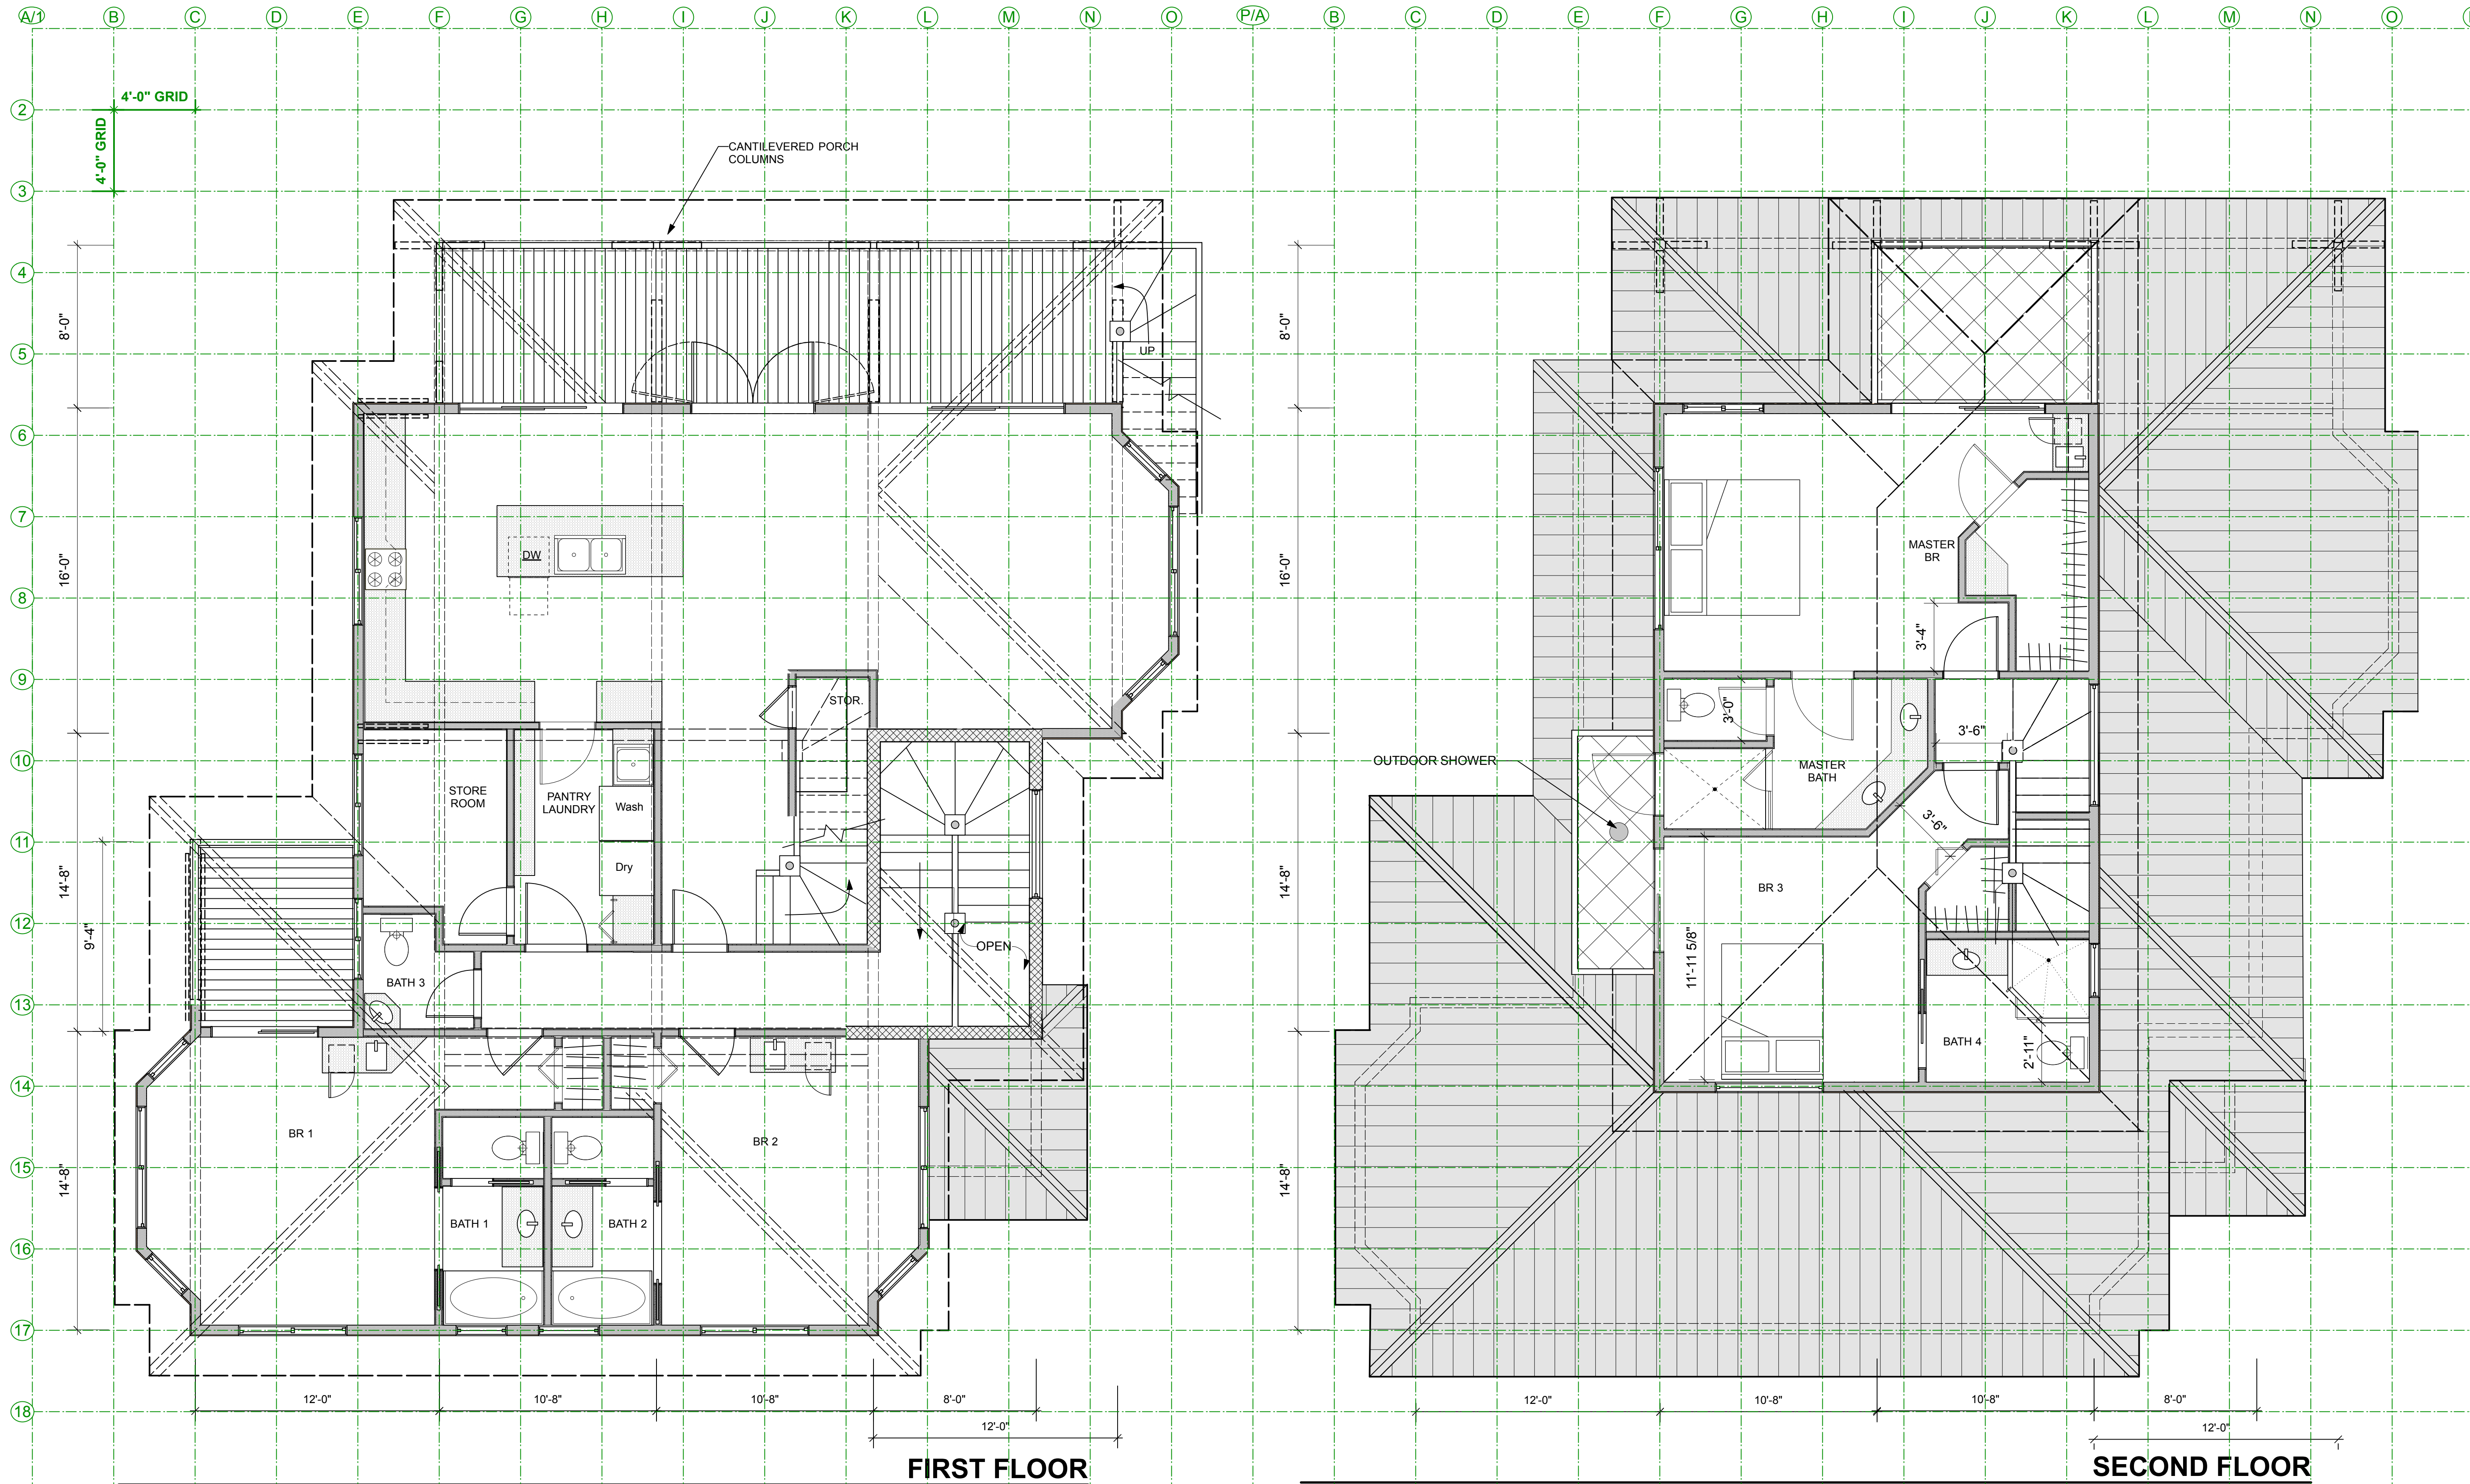 A/1 B C D E F G H I J K L M N O P/A B C D E F G H I J K L M N O
2
3
4
5
6
7
8
9
10
11
12
13
14
15
16
17
18
4'-0" GRID
4'-0" GRID
CANTILEVERED PORCH
COLUMNS
8'-0"
16'-0"
14'-8"
9'-4"
14'-8"
UP
DW
STOR.
STORE
ROOM
PANTRY
LAUNDRY
Wash
Dry
OPEN
BATH 3
BR 1
BR 2
BATH 1
BATH 2
12'-0"
10'-8"
10'-8"
8'-0"
12'-0"
FIRST FLOOR
8'-0"
16'-0"
14'-8"
14'-8"
MASTER
BR
3'-4"
3'-0"
3'-6"
OUTDOOR SHOWER
MASTER
BATH
3'-6"
BR 3
11'-11 5/8"
BATH 4
2'-11"
12'-0"
10'-8"
10'-8"
8'-0"
12'-0"
SECOND FLOOR